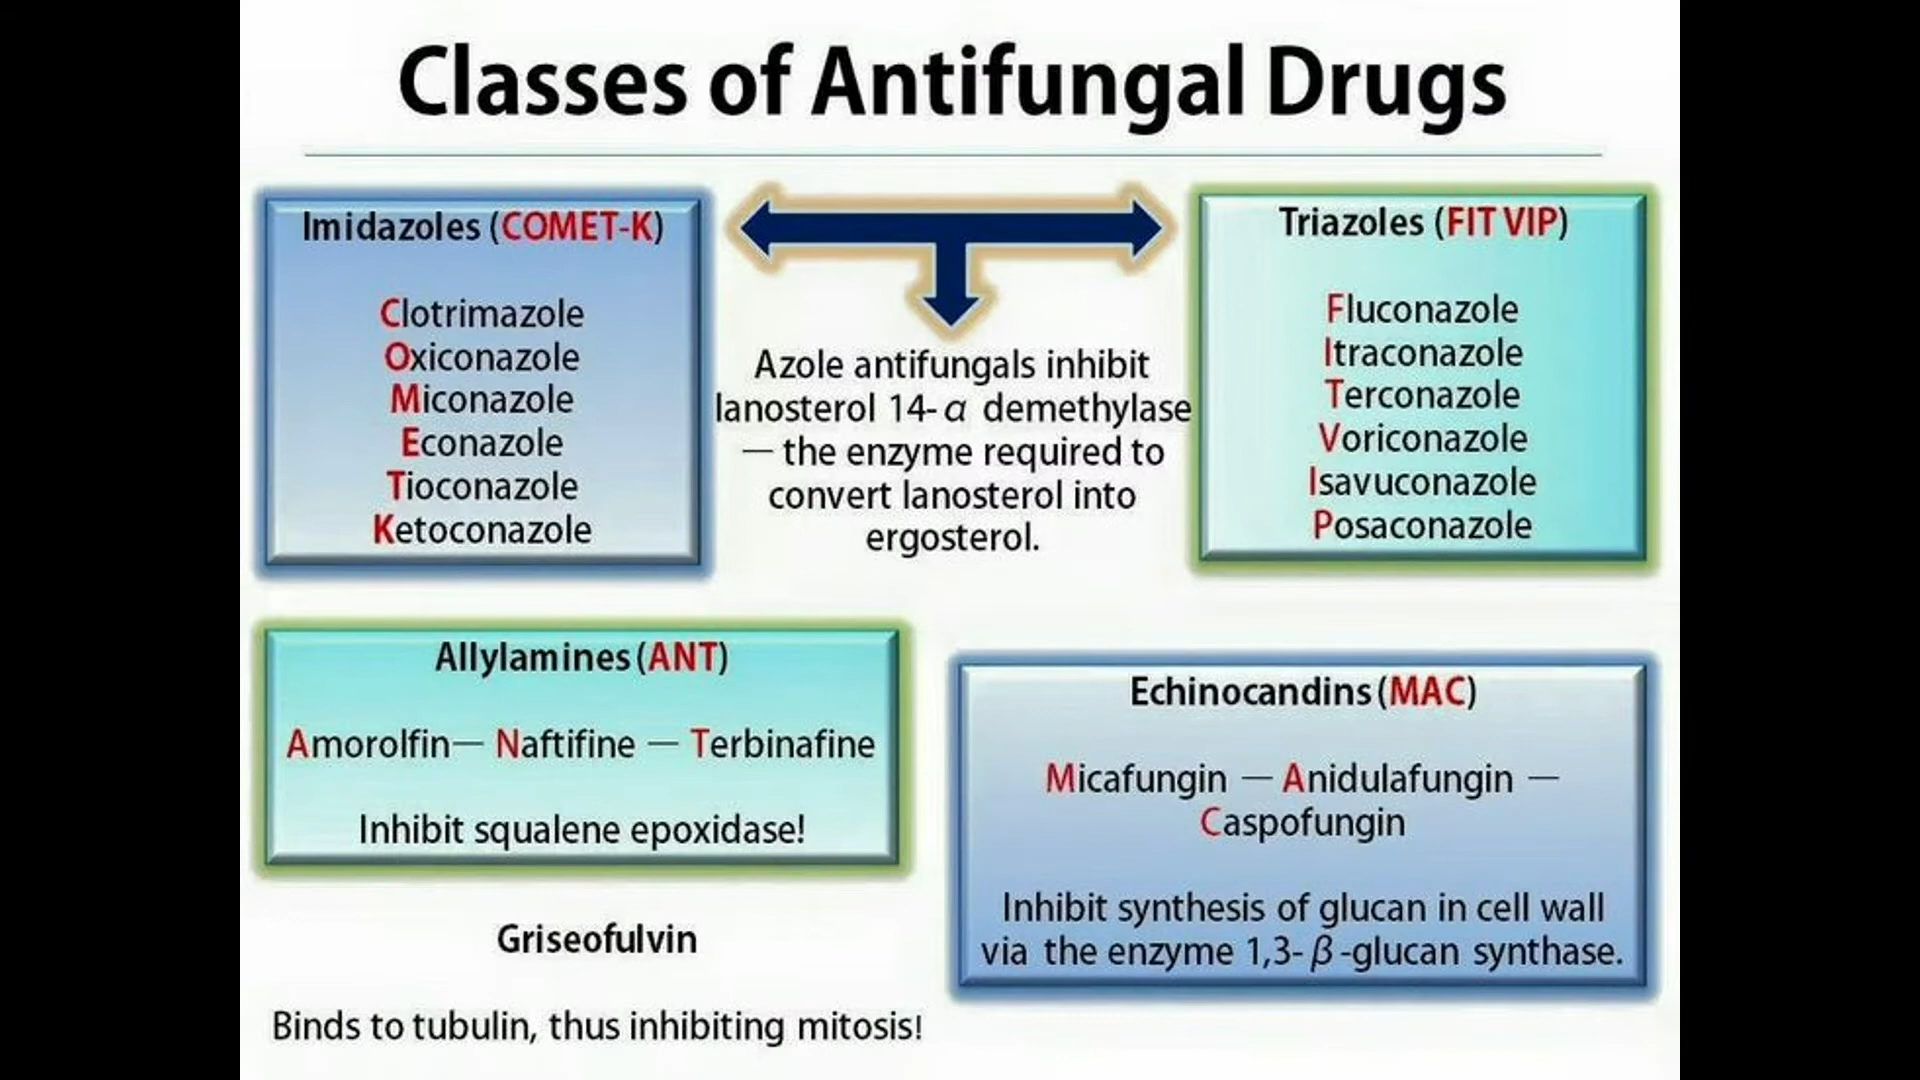 Classes of Antifungal Drugs
Imidazoles (COMET-K)
Clotrimazole
Oxiconazole
Miconazole
Econazole
Tioconazole
Ketoconazole
Azole antifungals inhibit
lanosterol 14-α demethylase
— the enzyme required to
convert lanosterol into
ergosterol.
Triazoles (FIT VIP)
Fluconazole
Itraconazole
Terconazole
Voriconazole
Isavuconazole
Posaconazole
Allylamines (ANT)
Amorolfin— Naftifine — Terbinafine
Inhibit squalene epoxidase!
Echinocandins (MAC)
Micafungin — Anidulafungin —
Caspofungin
Inhibit synthesis of glucan in cell wall
via the enzyme 1,3-β-glucan synthase.
Griseofulvin
Binds to tubulin, thus inhibiting mitosis!